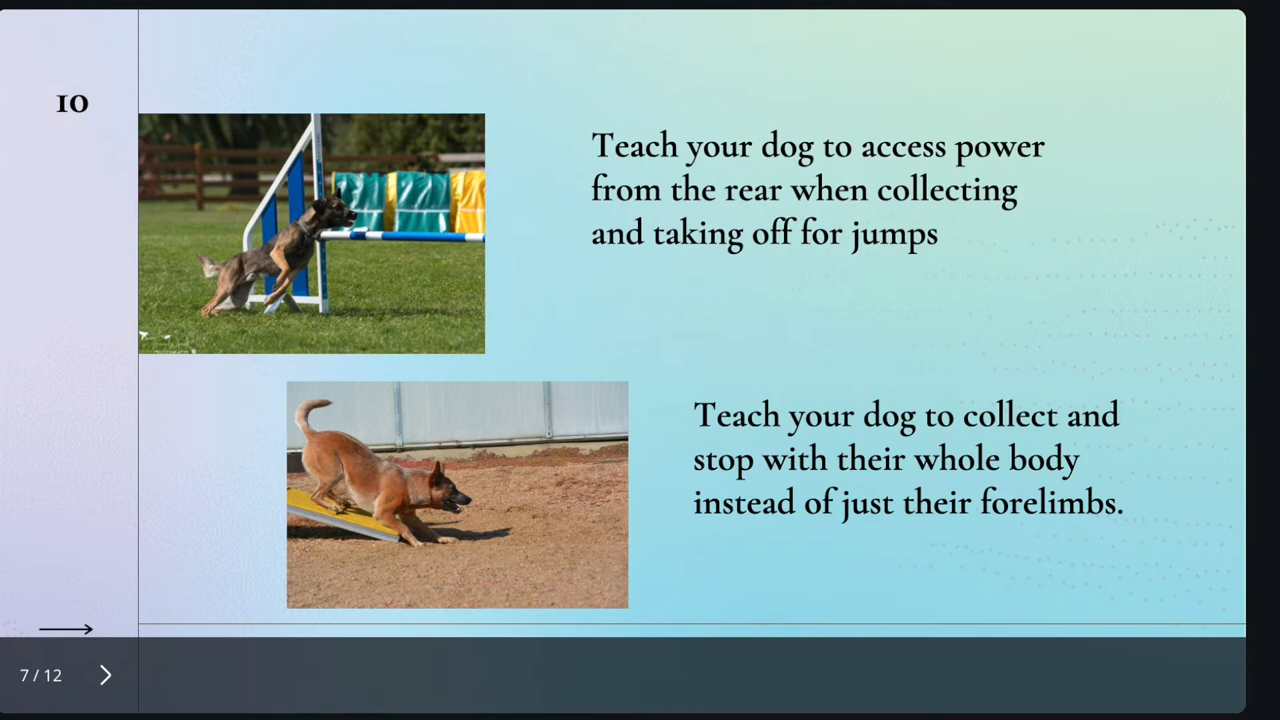 10
Teach your dog to access power
from the rear when collecting
and taking off for jumps
Teach your dog to collect and
stop with their whole body
instead of just their forelimbs.
7 / 12